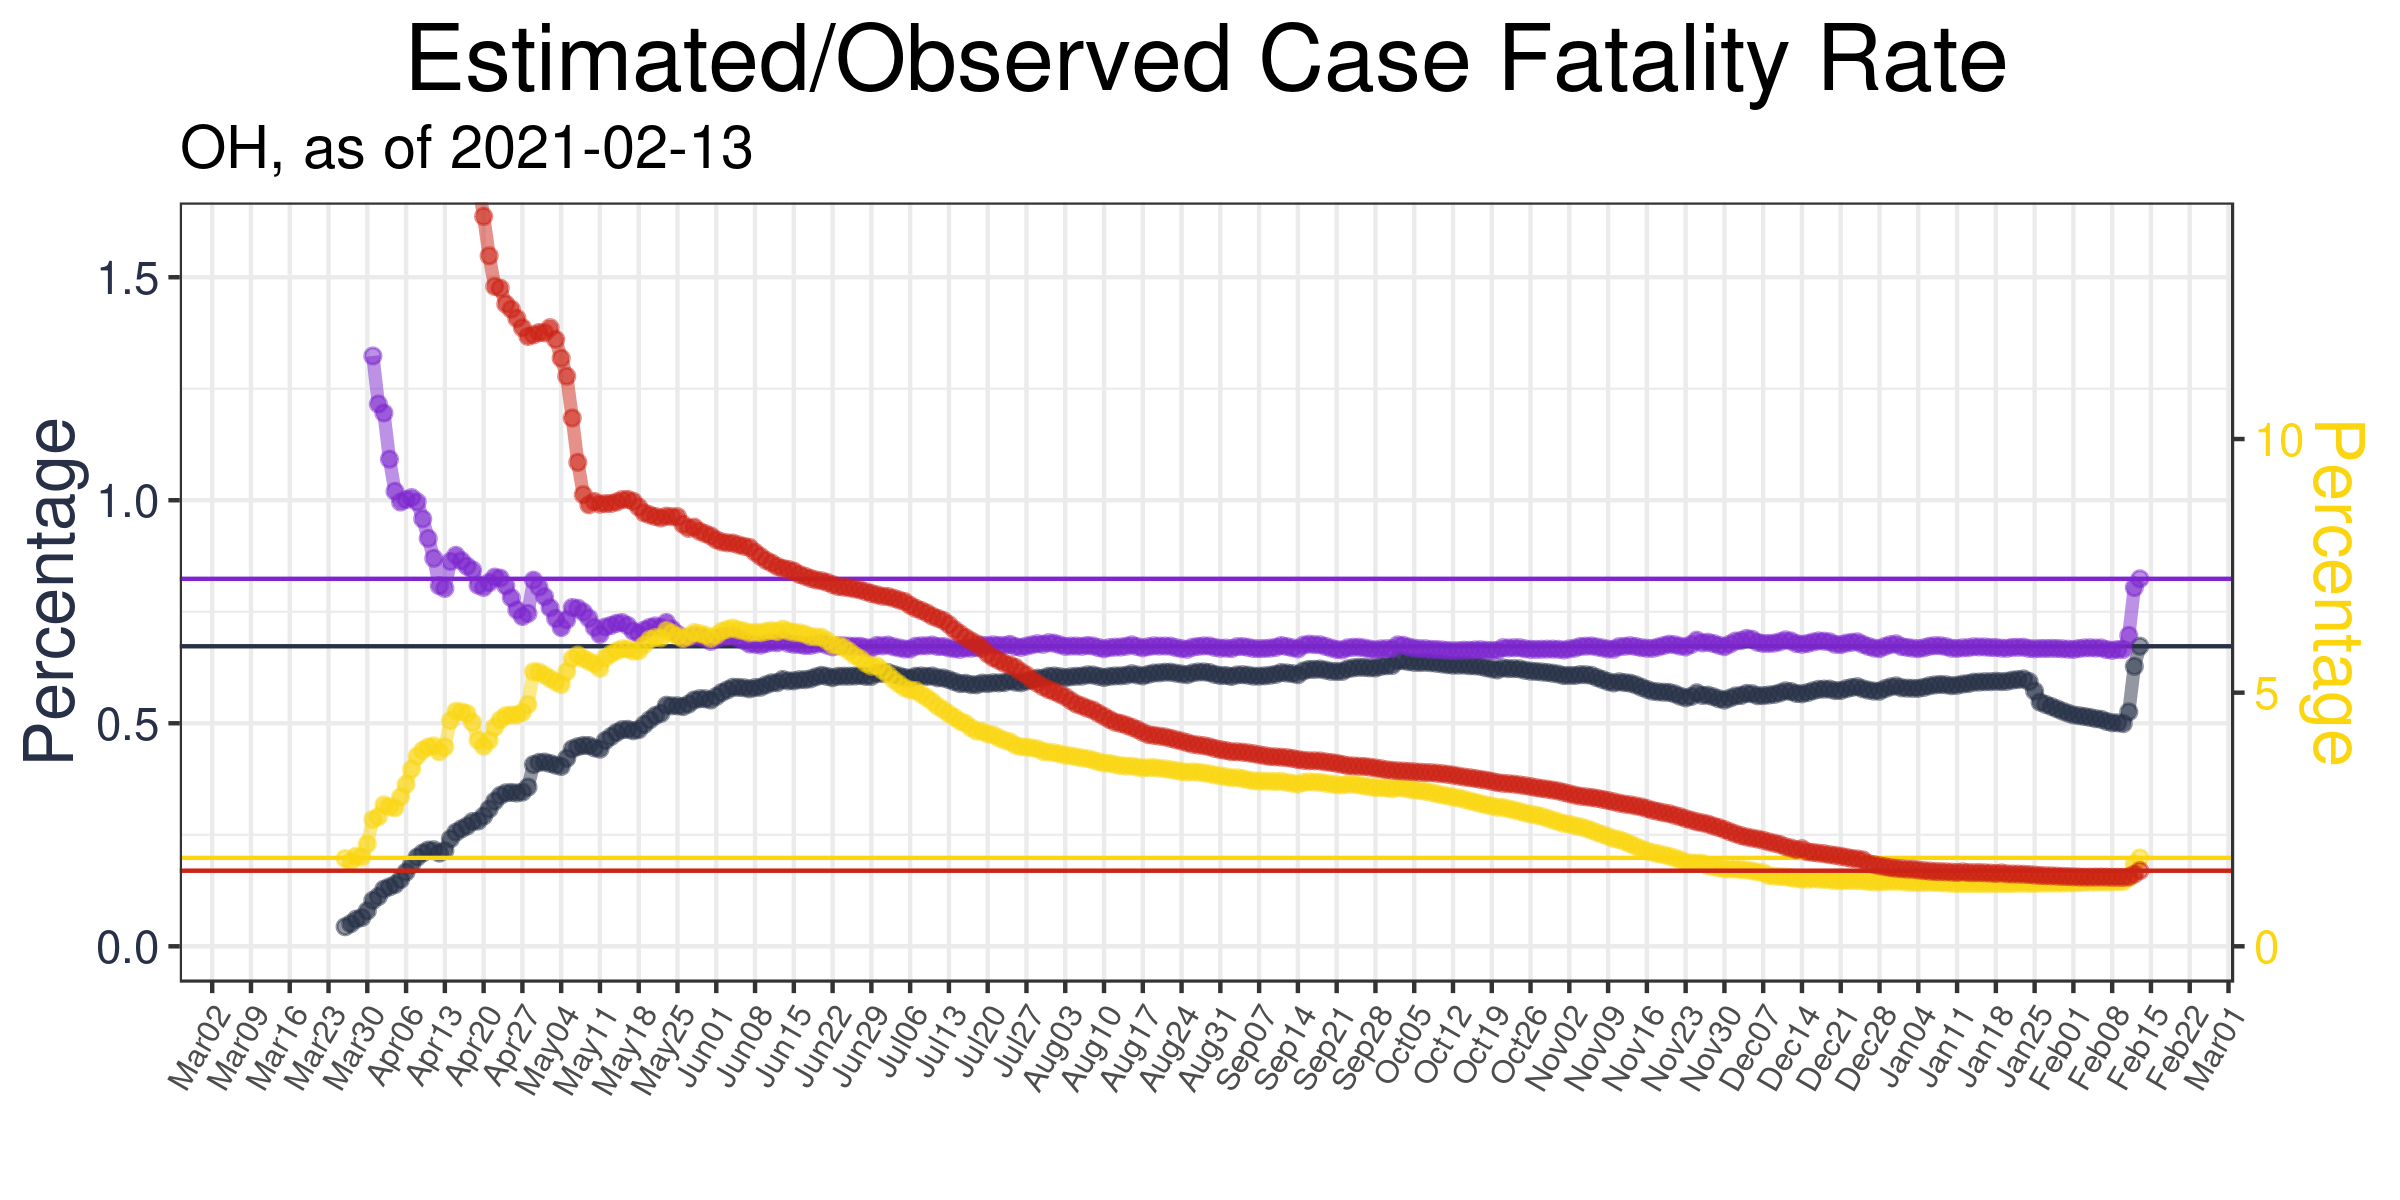 Estimated/Observed Case Fatality Rate
OH, as of 2021-02-13
Percentage
1.5
1.0
0.5
0.0
10
5
0
Percentage
Mar02 Mar09 Mar16 Mar23 Mar30 Apr06 Apr13 Apr20 Apr27 May04 May11 May18 May25 Jun01 Jun08 Jun15 Jun22 Jun29 Jul06 Jul13 Jul20 Jul27 Aug03 Aug10 Aug17 Aug24 Aug31 Sep07 Sep14 Sep21 Sep28 Oct05 Oct12 Oct19 Oct26 Nov02 Nov09 Nov16 Nov23 Nov30 Dec07 Dec14 Dec21 Dec28 Jan04 Jan11 Jan18 Jan25 Feb01 Feb08 Feb15 Feb22 Mar01